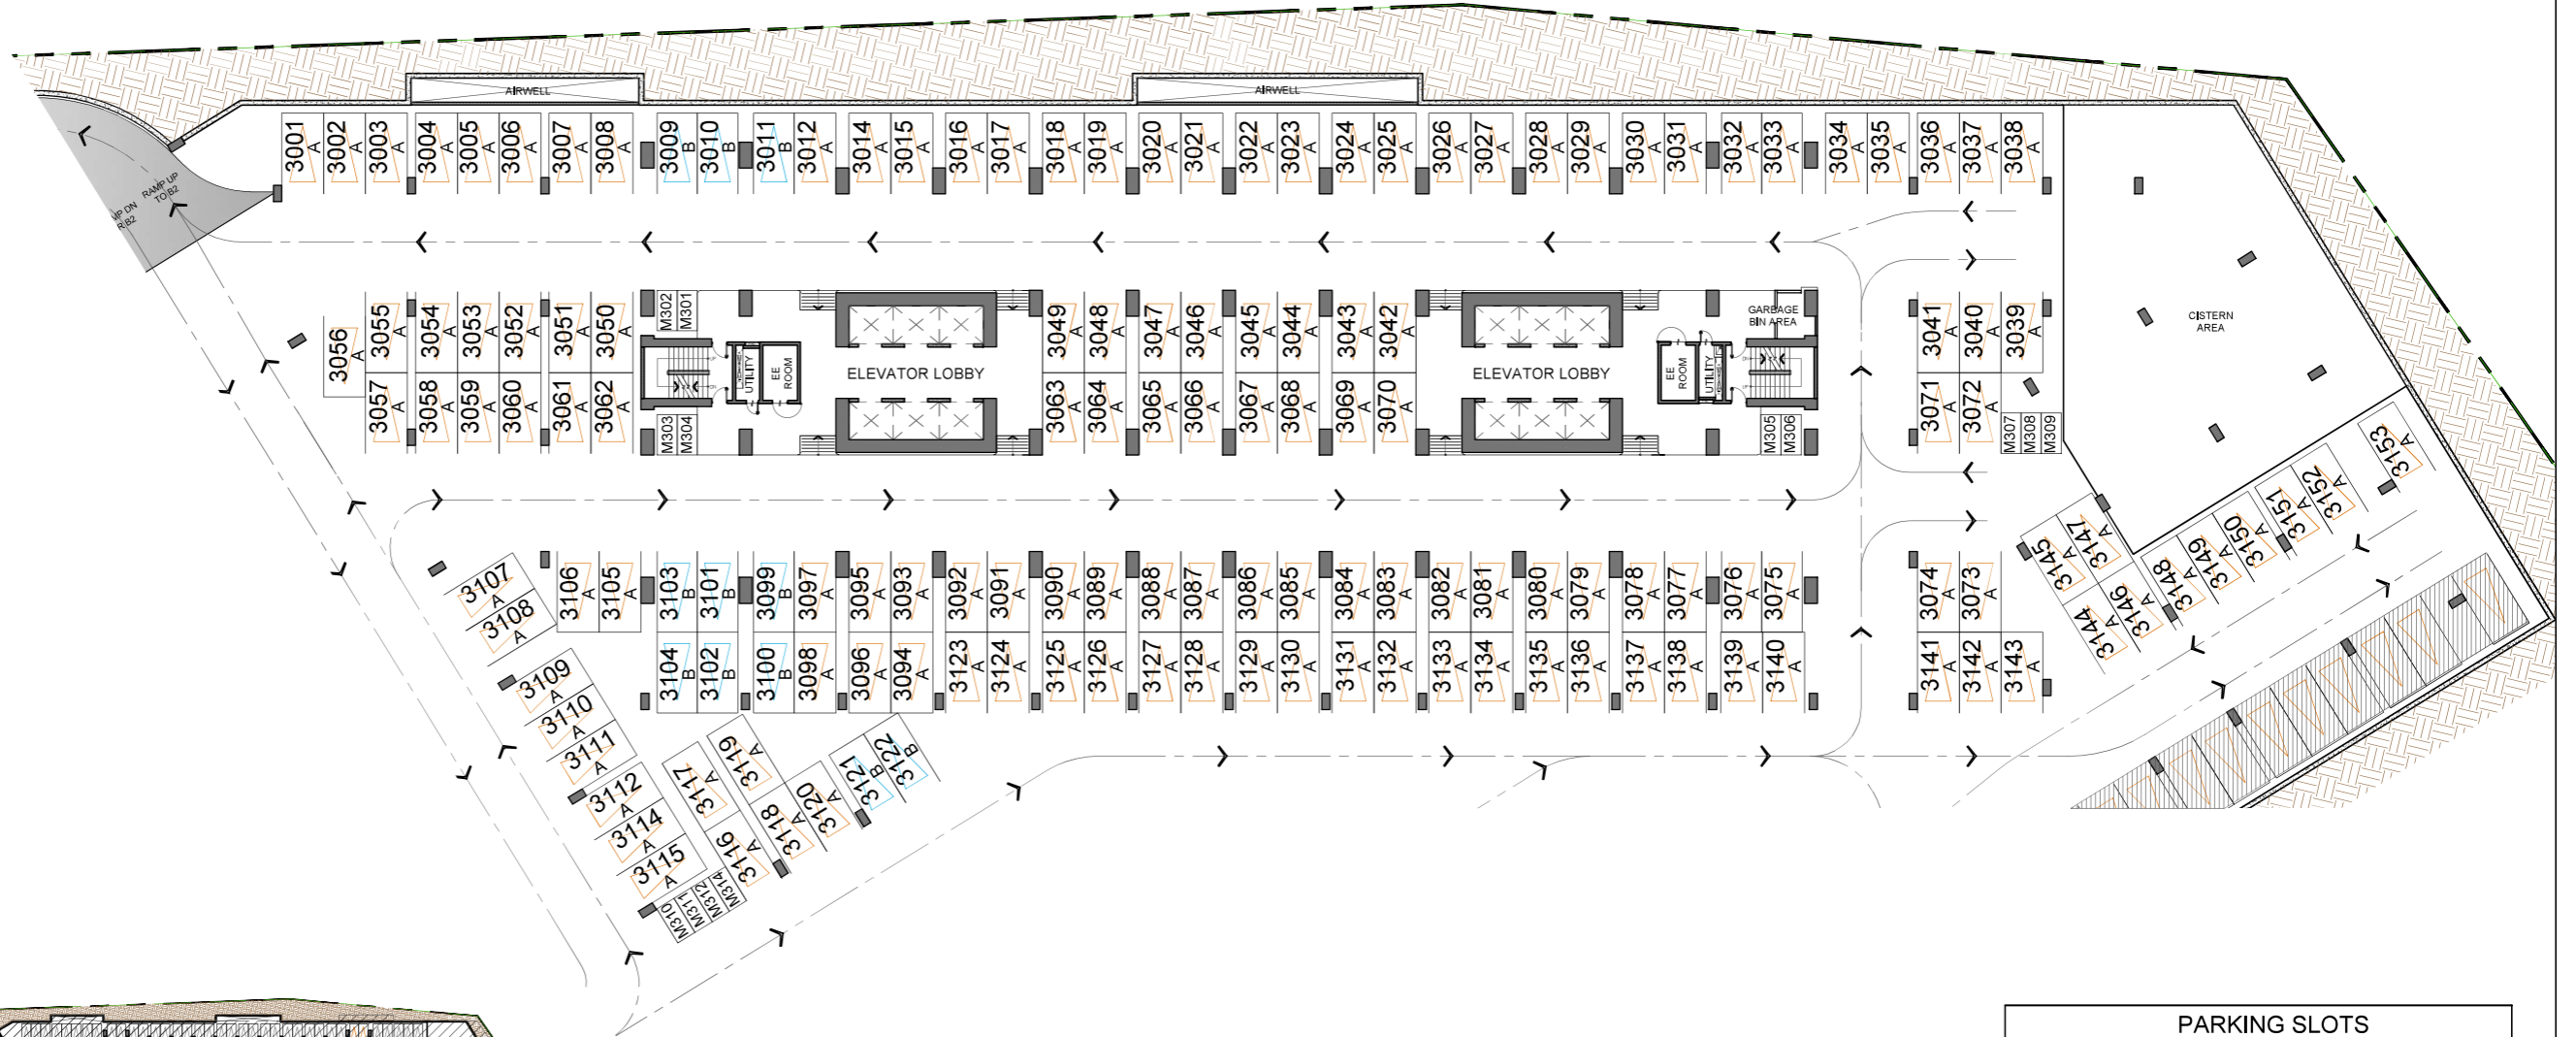 AIRWELL
AIRWELL
3001 A
3002 A
3003 A
3004 A
3005 A
3006 A
3007 A
3008 A
3009 B
3010 B
3011 B
3012 A
3014 A
3015 A
3016 A
3017 A
3018 A
3019 A
3020 A
3021 A
3022 A
3023 A
3024 A
3025 A
3026 A
3027 A
3028 A
3029 A
3030 A
3031 A
3032 A
3033 A
3034 A
3035 A
3036 A
3037 A
3038 A
RAMP UP
TO B2
3056 A
3055 A
3054 A
3053 A
3052 A
3051 A
3050 A
M302
M301
3049 A
3048 A
3047 A
3046 A
3045 A
3044 A
3043 A
3042 A
GARBAGE
BIN AREA
3041 A
3040 A
3039 A
CISTERN
AREA
UTILITY
EE
ROOM
ELEVATOR LOBBY
ELEVATOR LOBBY
EE
ROOM
UTILITY
3057 A
3058 A
3059 A
3060 A
3061 A
3062 A
M303
M304
3063 A
3064 A
3065 A
3066 A
3067 A
3068 A
3069 A
3070 A
M305
M306
3071 A
3072 A
M307
M308
M309
3107 A
3108 A
3106 A
3105 A
3103 B
3101 B
3099 B
3097 A
3095 A
3093 A
3092 A
3091 A
3090 A
3089 A
3088 A
3087 A
3086 A
3085 A
3084 A
3083 A
3082 A
3081 A
3080 A
3079 A
3078 A
3077 A
3076 A
3075 A
3074 A
3073 A
3145 A
3147 A
3144 A
3146 A
3148 A
3149 A
3150 A
3151 A
3152 A
3153 A
3104 B
3102 B
3100 B
3098 A
3096 A
3094 A
3123 A
3124 A
3125 A
3126 A
3127 A
3128 A
3129 A
3130 A
3131 A
3132 A
3133 A
3134 A
3135 A
3136 A
3137 A
3138 A
3139 A
3140 A
3141 A
3142 A
3143 A
3109 A
3110 A
3111 A
3112 A
3114 A
3115 A
3117 A
3119 A
3116 A
3118 A
3120 A
3121 B
3122 B
M310
M311
M312
M314
PARKING SLOTS